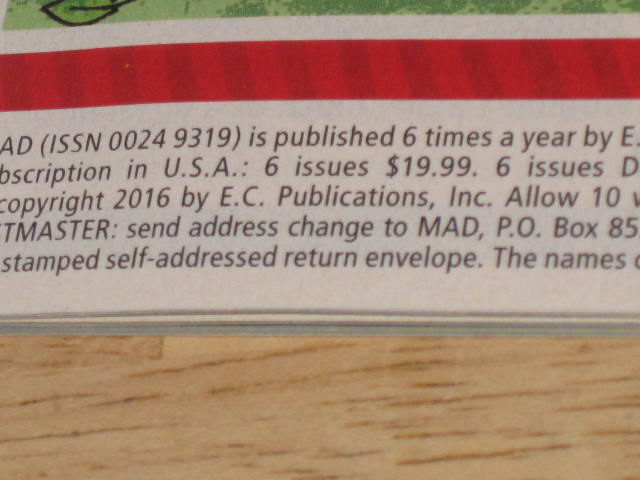 AD (ISSN 0024 9319) is published 6 times a year by E.
bscription in U.S.A.: 6 issues $19.99. 6 issues D
copyright 2016 by E.C. Publications, Inc. Allow 10 w
TMASTER: send address change to MAD, P.O. Box 85
stamped self-addressed return envelope. The names